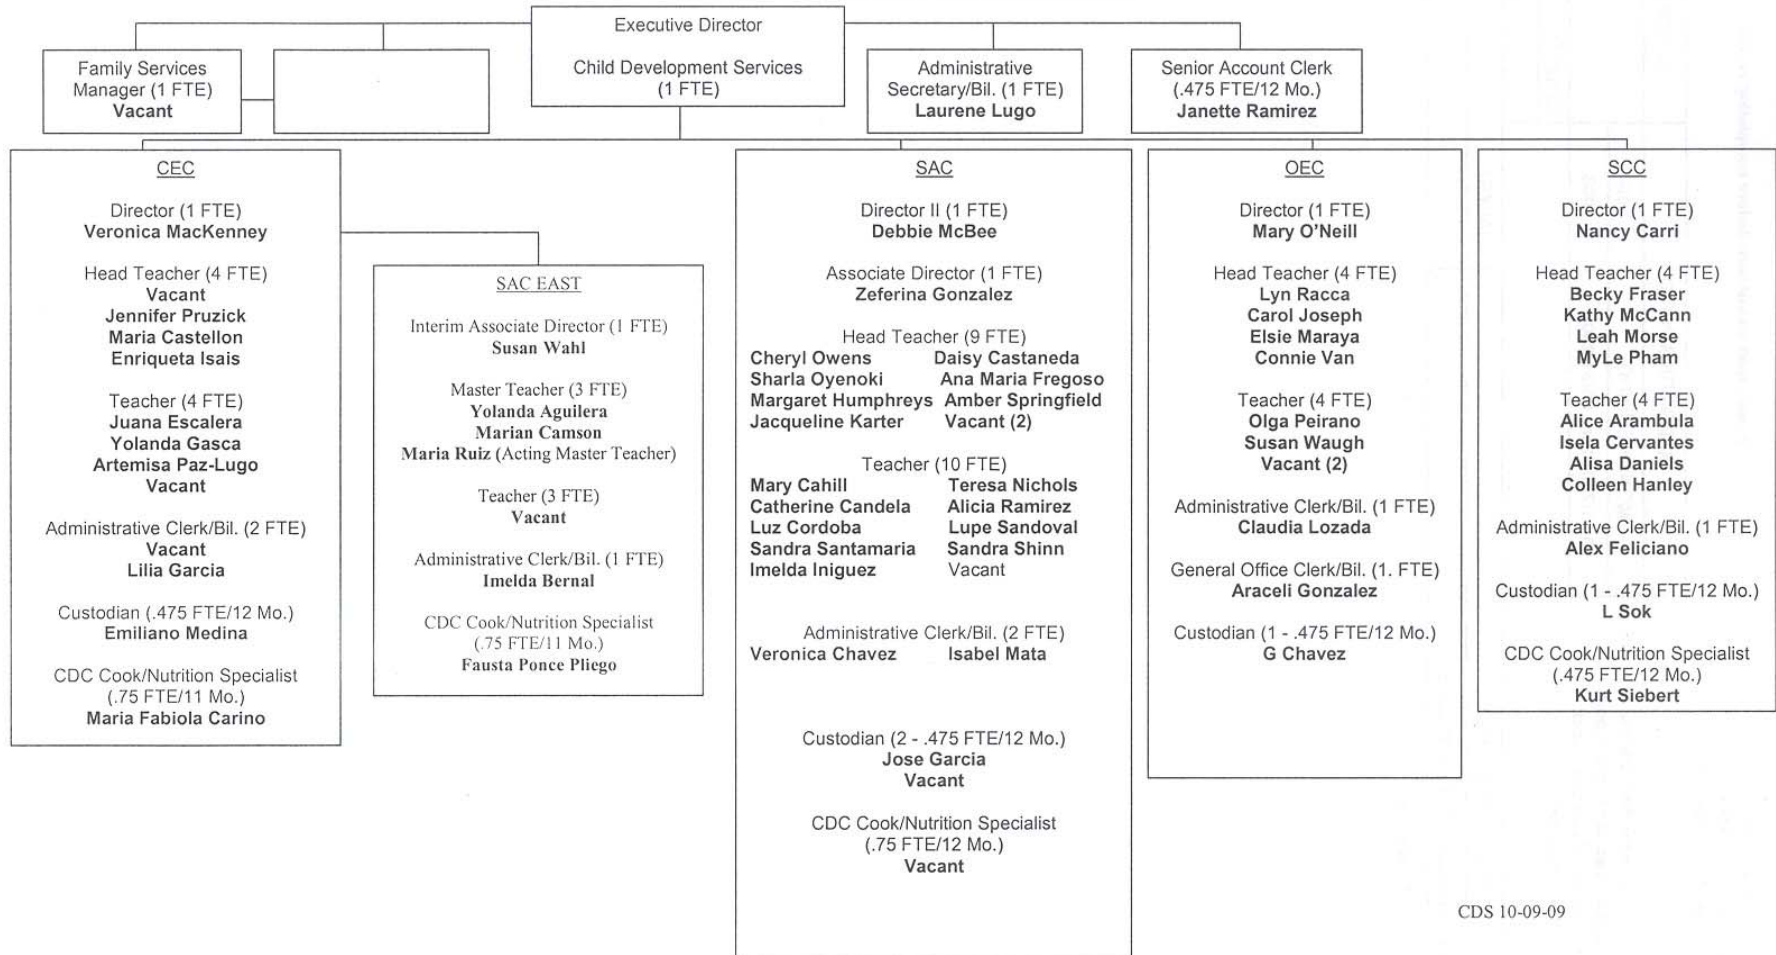 Executive Director
Child Development Services
(1 FTE)
Family Services
Manager (1 FTE)
Vacant
Administrative
Secretary/Bil. (1 FTE)
Laurene Lugo
Senior Account Clerk
(.475 FTE/12 Mo.)
Janette Ramirez
CEC
Director (1 FTE)
Veronica MacKenney
Head Teacher (4 FTE)
Vacant
Jennifer Pruzick
Maria Castellon
Enriqueta Isais
Teacher (4 FTE)
Juana Escalera
Yolanda Gasca
Artemisa Paz-Lugo
Vacant
Administrative Clerk/Bil. (2 FTE)
Vacant
Lilia Garcia
Custodian (.475 FTE/12 Mo.)
Emiliano Medina
CDC Cook/Nutrition Specialist
(.75 FTE/11 Mo.)
Maria Fabiola Carino
SAC EAST
Interim Associate Director (1 FTE)
Susan Wahl
Master Teacher (3 FTE)
Yolanda Aguilera
Marian Camson
Maria Ruiz (Acting Master Teacher)
Teacher (3 FTE)
Vacant
Administrative Clerk/Bil. (1 FTE)
Imelda Bernal
CDC Cook/Nutrition Specialist
(.75 FTE/11 Mo.)
Fausta Ponce Pliego
SAC
Director II (1 FTE)
Debbie McBee
Associate Director (1 FTE)
Zeferina Gonzalez
Head Teacher (9 FTE)
Cheryl Owens Daisy Castaneda
Sharla Oyenoki Ana Maria Fregoso
Margaret Humphreys Amber Springfield
Jacqueline Karter Vacant (2)
Teacher (10 FTE)
Mary Cahill Teresa Nichols
Catherine Candela Alicia Ramirez
Luz Cordoba Lupe Sandoval
Sandra Santamaria Sandra Shinn
Imelda Iniguez Vacant
Administrative Clerk/Bil. (2 FTE)
Veronica Chavez Isabel Mata
Custodian (2 - .475 FTE/12 Mo.)
Jose Garcia
Vacant
CDC Cook/Nutrition Specialist
(.75 FTE/12 Mo.)
Vacant
OEC
Director (1 FTE)
Mary O'Neill
Head Teacher (4 FTE)
Lyn Racca
Carol Joseph
Elsie Maraya
Connie Van
Teacher (4 FTE)
Olga Peirano
Susan Waugh
Vacant (2)
Administrative Clerk/Bil. (1 FTE)
Claudia Lozada
General Office Clerk/Bil. (1. FTE)
Araceli Gonzalez
Custodian (1 - .475 FTE/12 Mo.)
G Chavez
SCC
Director (1 FTE)
Nancy Carri
Head Teacher (4 FTE)
Becky Fraser
Kathy McCann
Leah Morse
MyLe Pham
Teacher (4 FTE)
Alice Arambula
Isela Cervantes
Alisa Daniels
Colleen Hanley
Administrative Clerk/Bil. (1 FTE)
Alex Feliciano
Custodian (1 - .475 FTE/12 Mo.)
L Sok
CDC Cook/Nutrition Specialist
(.475 FTE/12 Mo.)
Kurt Siebert
CDS 10-09-09